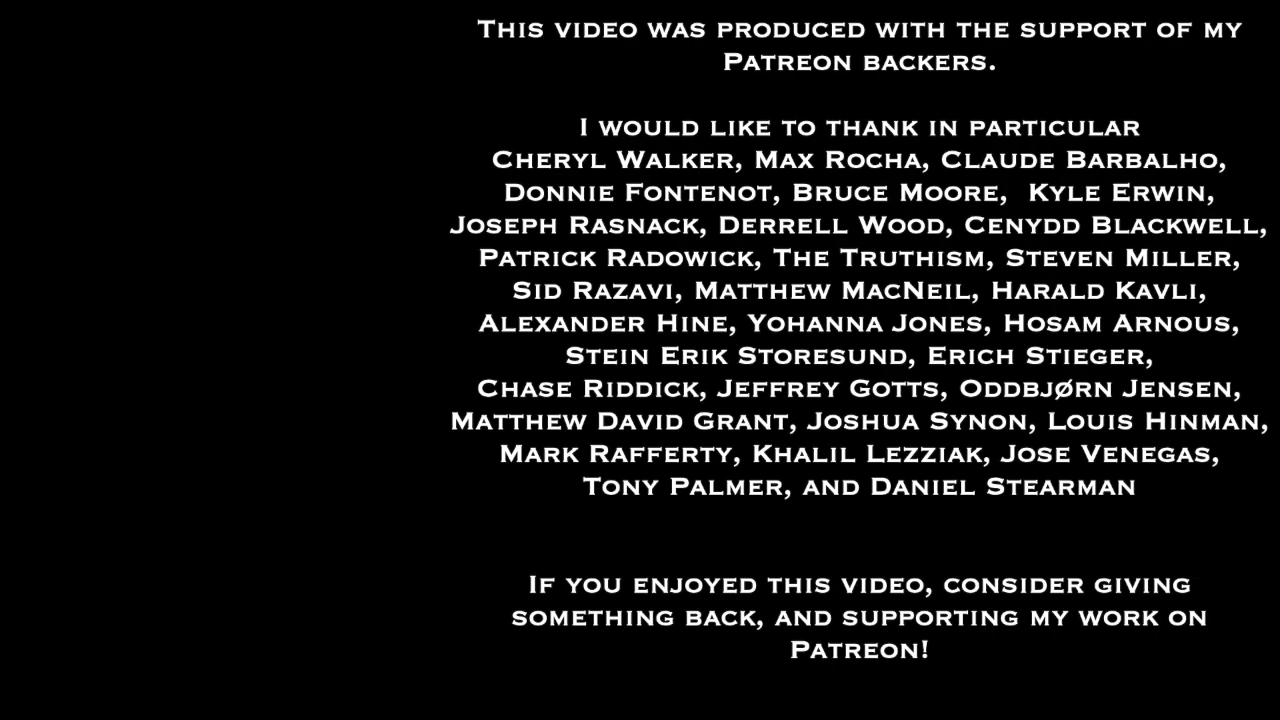 This video was produced with the support of my
Patreon backers.
I would like to thank in particular
Cheryl Walker, Max Rocha, Claude Barbalho,
Donnie Fontenot, Bruce Moore, Kyle Erwin,
Joseph Rasnack, Derrell Wood, Cenydd Blackwell,
Patrick Radowick, The Truthism, Steven Miller,
Sid Razavi, Matthew MacNeil, Harald Kavli,
Alexander Hine, Yohanna Jones, Hosam Arnous,
Stein Erik Storesund, Erich Stieger,
Chase Riddick, Jeffrey Gotts, Oddbjørn Jensen,
Matthew David Grant, Joshua Synon, Louis Hinman,
Mark Rafferty, Khalil Lezziak, Jose Venegas,
Tony Palmer, and Daniel Stearman
If you enjoyed this video, consider giving
something back, and supporting my work on
Patreon!